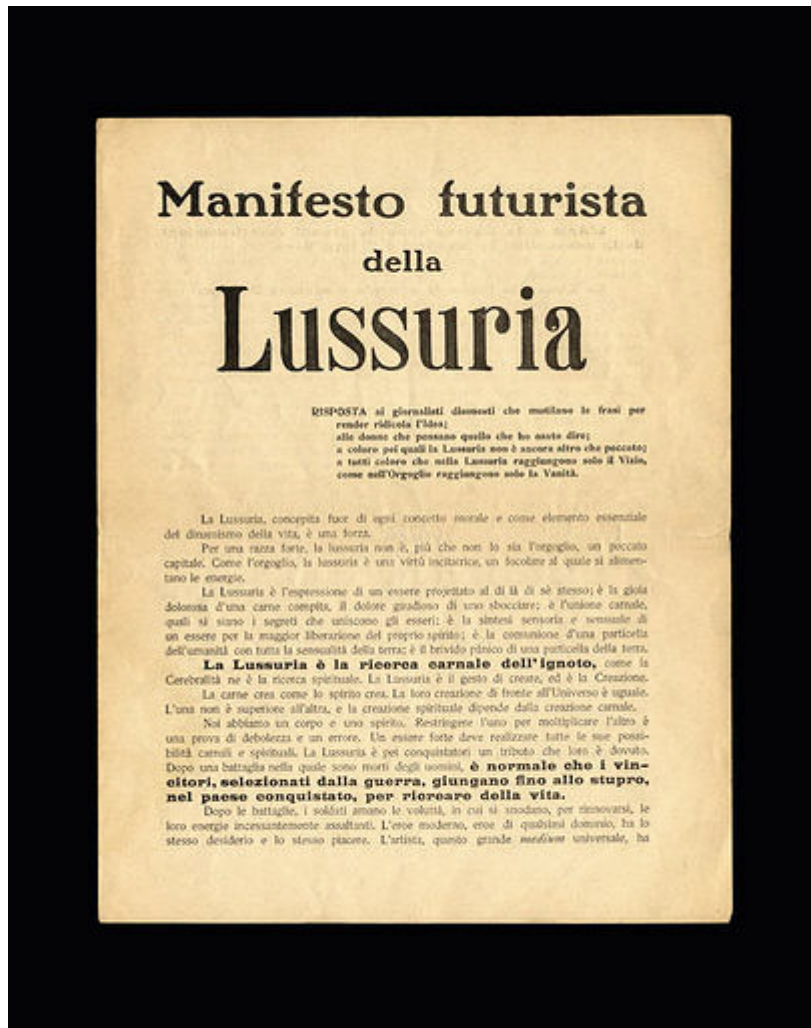 Manifesto futurista
della
Lussuria
RISPOSTA ai giornalisti disonesti che mutilano le frasi per
render ridicola l'Idea;
alle donne che pensano quello che ho osato dire;
a coloro pei quali la Lussuria non è ancora altro che peccato;
a tutti coloro che nella Lussuria raggiungono solo il Vizio,
come nell'Orgoglio raggiungono solo la Vanità.
La Lussuria, concepita fuor di ogni concetto morale e come elemento essenziale
del dinamismo della vita, è una forza.
Per una razza forte, la lussuria non è, più che non lo sia l'orgoglio, un peccato
capitale. Come l'orgoglio, la lussuria è una virtù incitatrice, un focolare al quale si alimen-
tano le energie.
La Lussuria è l'espressione di un essere proiettato al di là di sè stesso; è la gioia
dolorosa d'una carne compita, il dolore gaudioso di uno sbocciare; è l'unione carnale,
quali si siano i segreti che uniscono gli esseri; è la sintesi sensoria e sensuale di
un essere per la maggior liberazione del proprio spirito; è la comunione d'una particella
dell'umanità con tutta la sensualità della terra; è il brivido pànico di una particella della terra.
La Lussuria è la ricerca carnale dell'ignoto, come la
Cerebralità ne è la ricerca spirituale. La Lussuria è il gesto di creare, ed è la Creazione.
La carne crea come lo spirito crea. La loro creazione di fronte all'Universo è uguale.
L'una non è superiore all'altra, e la creazione spirituale dipende dalla creazione carnale.
Noi abbiamo un corpo e uno spirito. Restringere l'uno per moltiplicare l'altro è
una prova di debolezza e un errore. Un essere forte deve realizzare tutte le sue possi-
bilità carnali e spirituali. La Lussuria è pei conquistatori un tributo che loro è dovuto.
Dopo una battaglia nella quale sono morti degli uomini, è normale che i vin-
citori, selezionati dalla guerra, giungano fino allo stupro,
nel paese conquistato, per ricreare della vita.
Dopo le battaglie, i soldati amano le voluttà, in cui si snodano, per rinnovarsi, le
loro energie incessantemente assaltanti. L'eroe moderno, eroe di qualsiasi dominio, ha lo
stesso desiderio e lo stesso piacere. L'artista, questo grande medium universale, ha